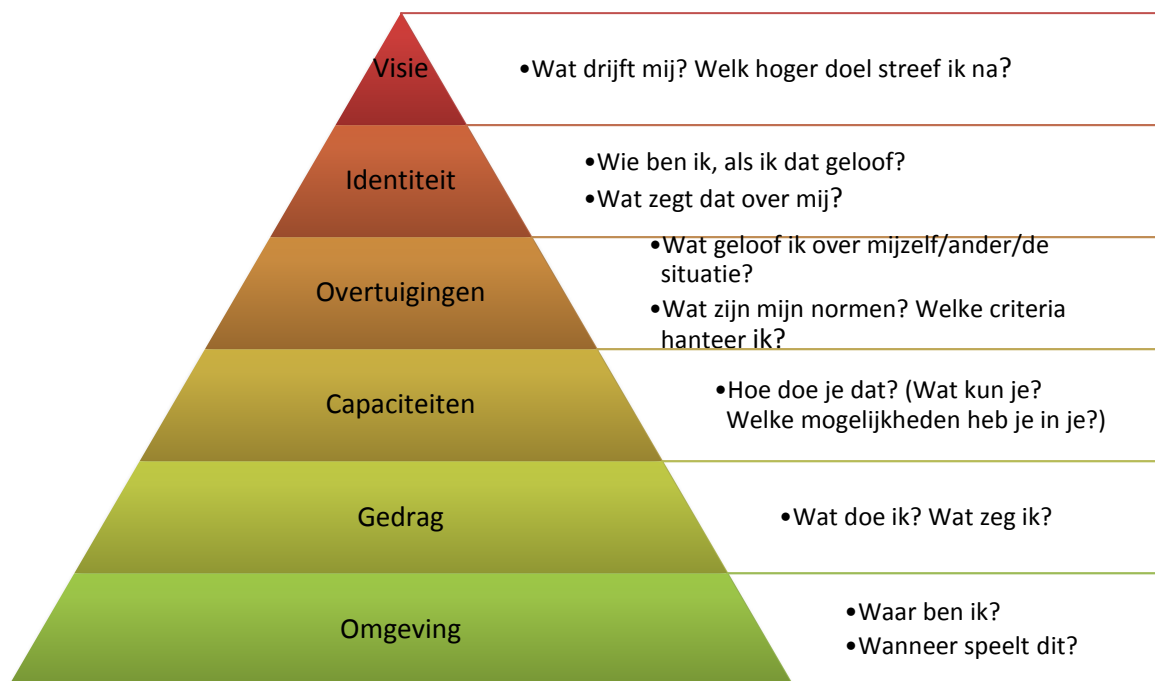 Visie
•Wat drijft mij? Welk hoger doel streef ik na?
Identiteit
•Wie ben ik, als ik dat geloof?
•Wat zegt dat over mij?
Overtuigingen
•Wat geloof ik over mijzelf/ander/de
situatie?
•Wat zijn mijn normen? Welke criteria
hanteer ik?
Capaciteiten
•Hoe doe je dat? (Wat kun je?
Welke mogelijkheden heb je in je?)
Gedrag
•Wat doe ik? Wat zeg ik?
Omgeving
•Waar ben ik?
•Wanneer speelt dit?